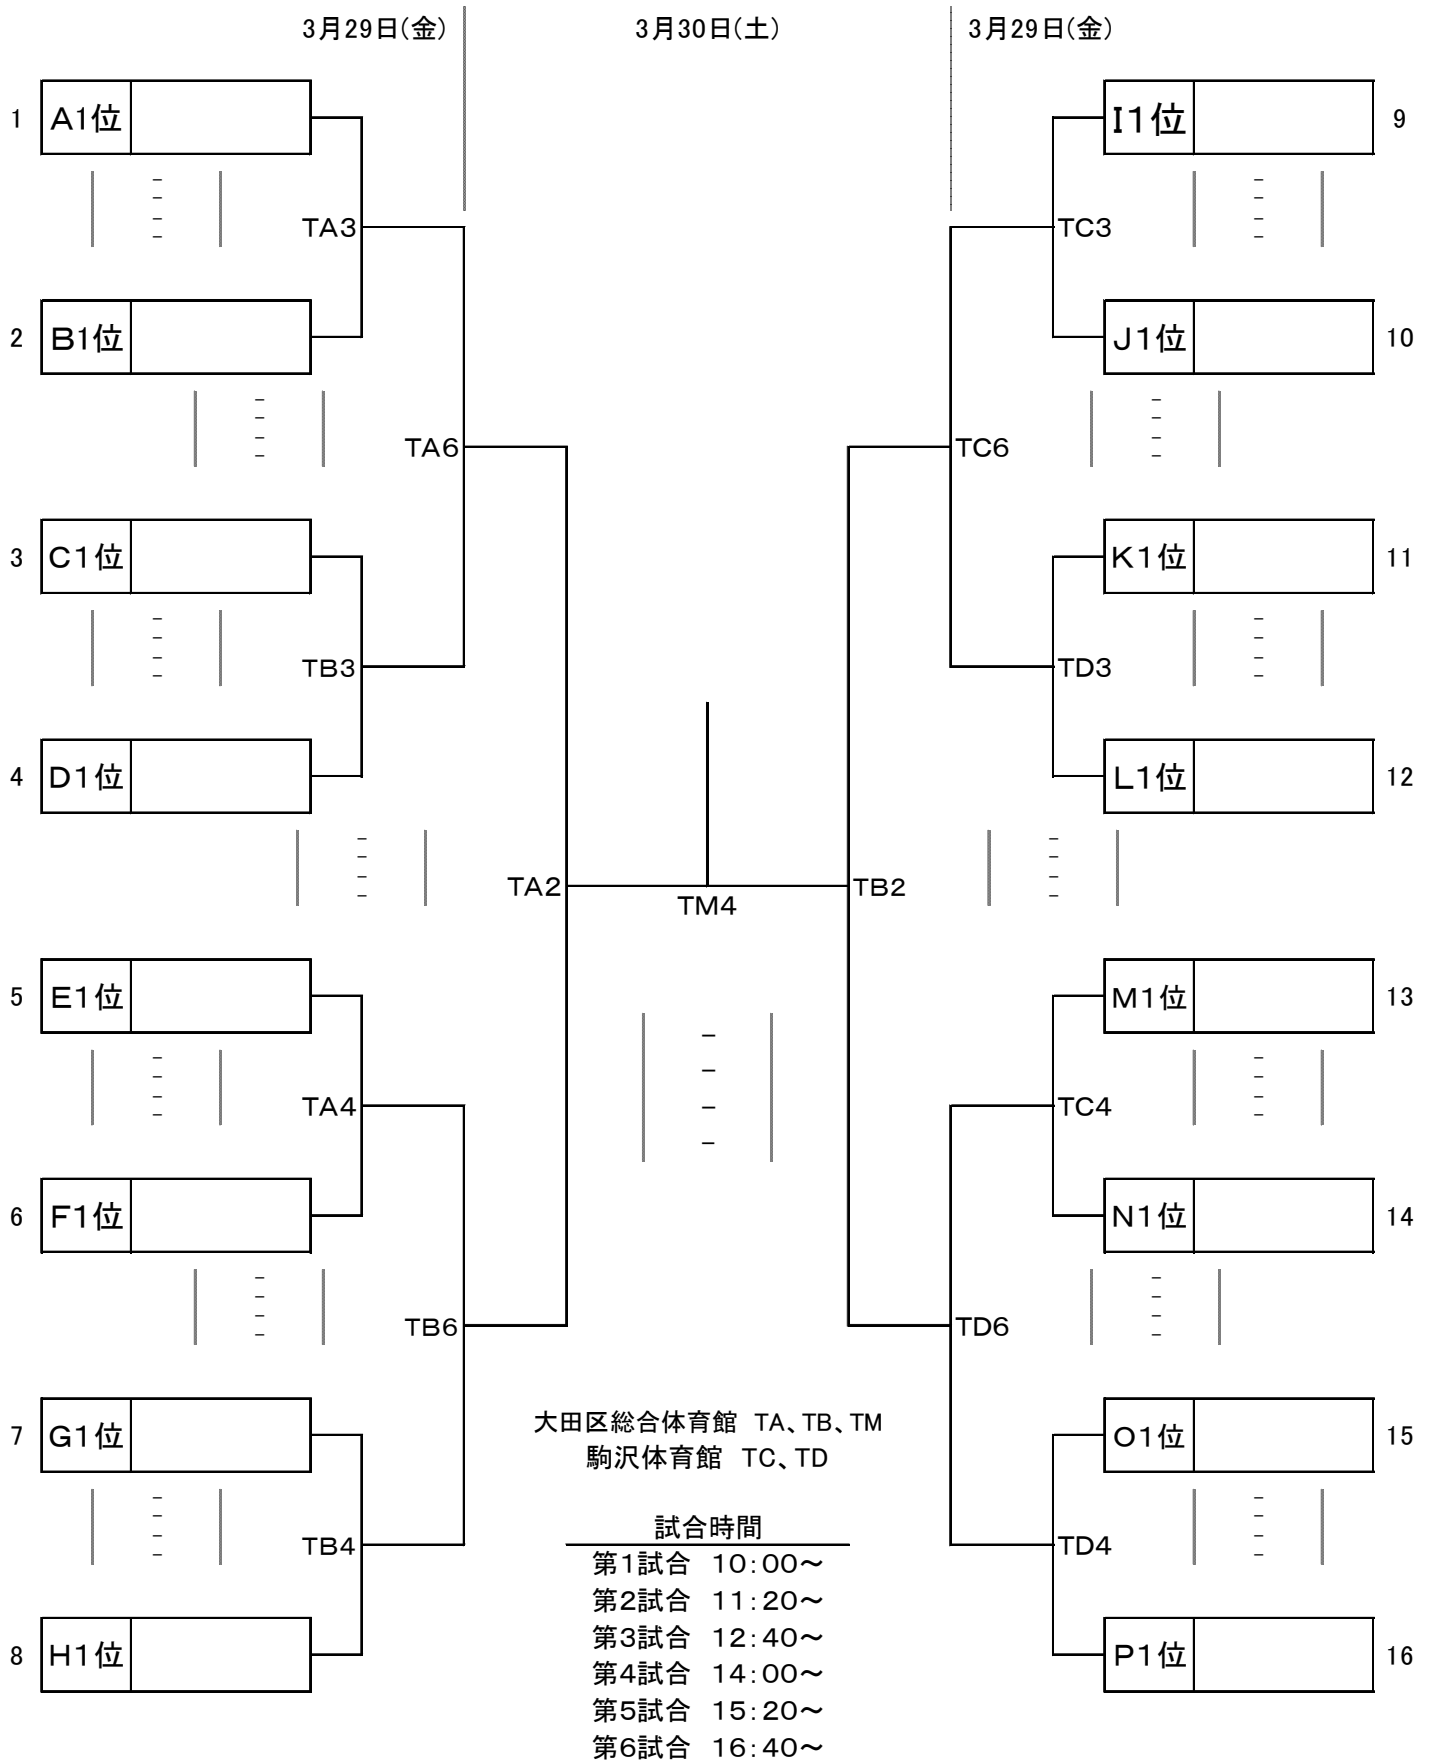 3月29日(金) 3月30日(土) 3月29日(金)
1 A1位 I1位 9
- -
- -
- -
- -
TA3 TC3
2 B1位 J1位 10
- -
- -
- -
- -
TA6 TC6
3 C1位 K1位 11
- -
- -
- -
- -
TB3 TD3
4 D1位 L1位 12
- -
- -
- -
- -
TA2 TB2
TM4
5 E1位 M1位 13
- - -
- - -
- - -
- - -
TA4 TC4
6 F1位 N1位 14
- -
- -
- -
- -
TB6 TD6
大田区総合体育館 TA、TB、TM
7 G1位 O1位 15
駒沢体育館 TC、TD
- -
- -
- -
- -
試合時間
TB4 TD4
第1試合 10:00~
第2試合 11:20~
第3試合 12:40~
8 H1位 P1位 16
第4試合 14:00~
第5試合 15:20~
第6試合 16:40~